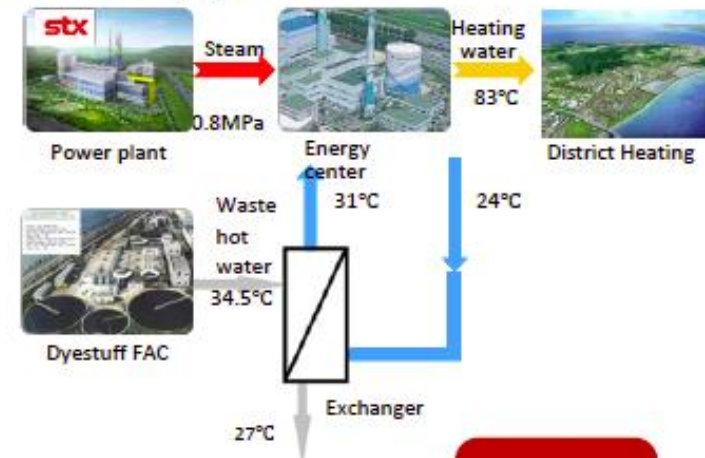 stx
Steam
0.8MPa
Heating
water
83℃
Power plant
Energy
center
District Heating
Waste
hot
water
34.5℃
31℃
24℃
Dyestuff FAC
Exchanger
27℃